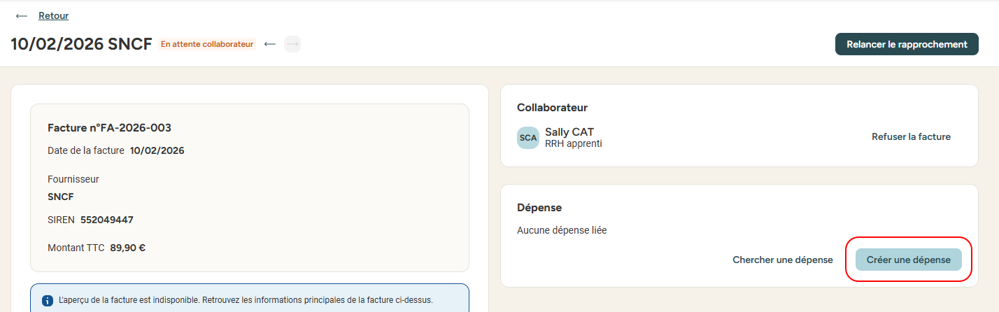 Retour
10/02/2026 SNCF En attente collaborateur
Relancer le rapprochement
Facture n°FA-2026-003
Date de la facture 10/02/2026
Fournisseur
SNCF
SIREN 552049447
Montant TTC 89,90 €
L'aperçu de la facture est indisponible. Retrouvez les informations principales de la facture ci-dessus.
Collaborateur
SCA
Sally CAT
RRH apprenti
Refuser la facture
Dépense
Aucune dépense liée
Chercher une dépense
Créer une dépense